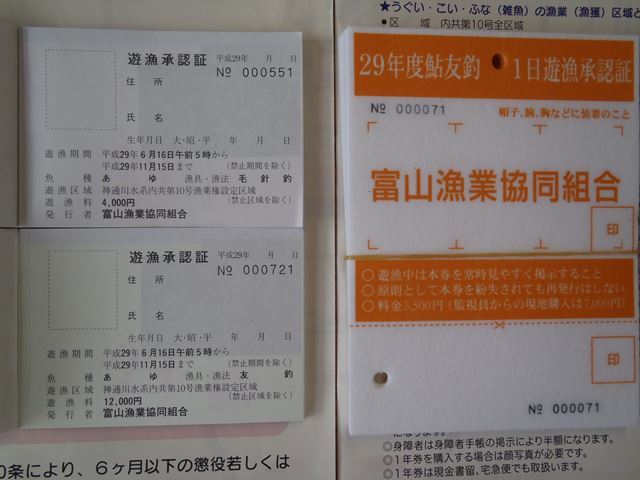 遊漁承認証 平成29年 月 日
№ 000551
住所
氏名
生年月日 大・昭・平 年 月 日
遊漁期間 平成29年6月16日午前5時から
平成29年11月15日まで (禁止期間を除く)
魚種 あゆ 漁具・漁法 毛針釣
遊漁区域 神通川水系内共第10号漁業権設定区域
遊漁料 4,000円 (禁止区域を除く)
発行者 富山漁業協同組合
遊漁承認証 平成29年 月 日
№ 000721
住所
氏名
生年月日 大・昭・平 年 月 日
遊漁期間 平成29年6月16日午前5時から
平成29年11月15日まで (禁止期間を除く)
魚種 あゆ 漁具・漁法 友釣
遊漁区域 神通川水系内共第10号漁業権設定区域
遊漁料 12,000円 (禁止区域を除く)
発行者 富山漁業協同組合
0条により、6ヶ月以下の懲役若しくは
★うぐい・こい・ふな(雑魚)の漁業(漁獲)区域と
●区域 内共第10号全区域
29年度鮎友釣 1日遊漁承認証
№ 000071
帽子、腕、胸などに装着のこと
富山漁業協同組合
印
○遊漁中は本券を常時見やすく掲示すること
○原則として本券を紛失されても再発行はしない
○料金3,500円(監視員からの現地購入は7,000円)
印
№ 000071
になります。
◎身障者は身障者手帳の掲示により半額になります。
◎1年券を購入する場合は顔写真が必要です。
◎1年券は現金書留、宅急便でも取扱います。